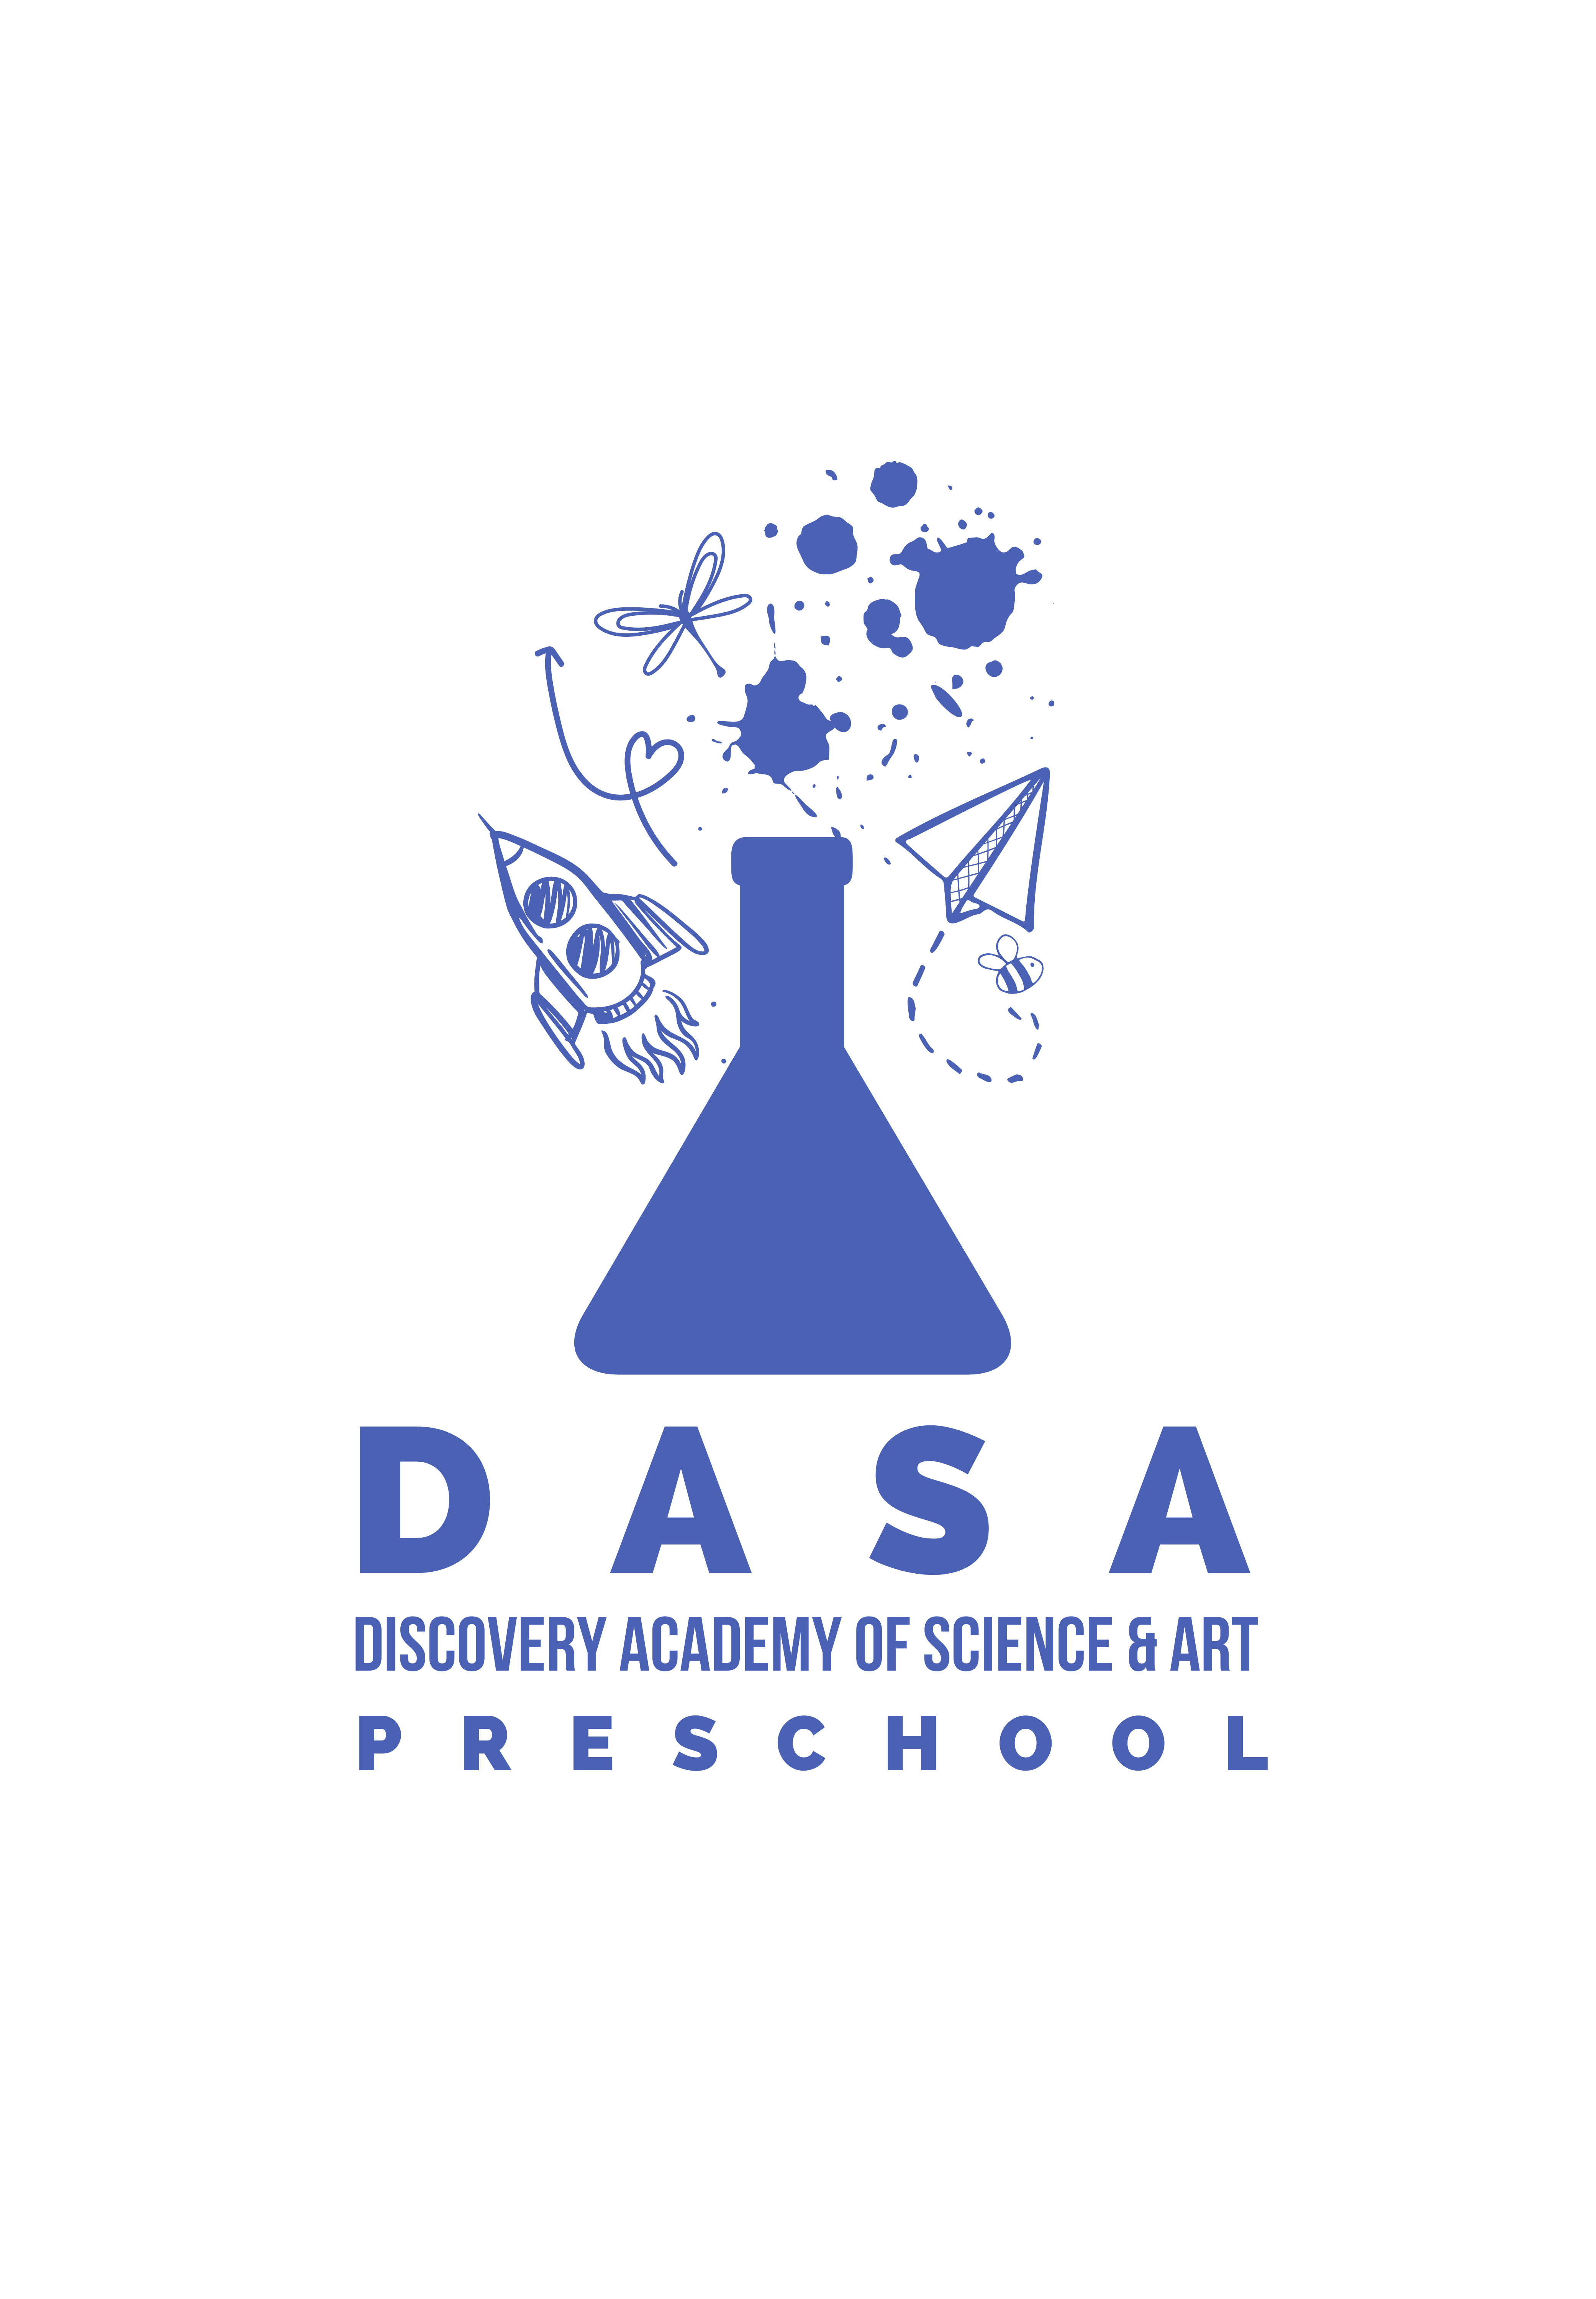 DASA
DISCOVERY ACADEMY OF SCIENCE & ART
PRESCHOOL